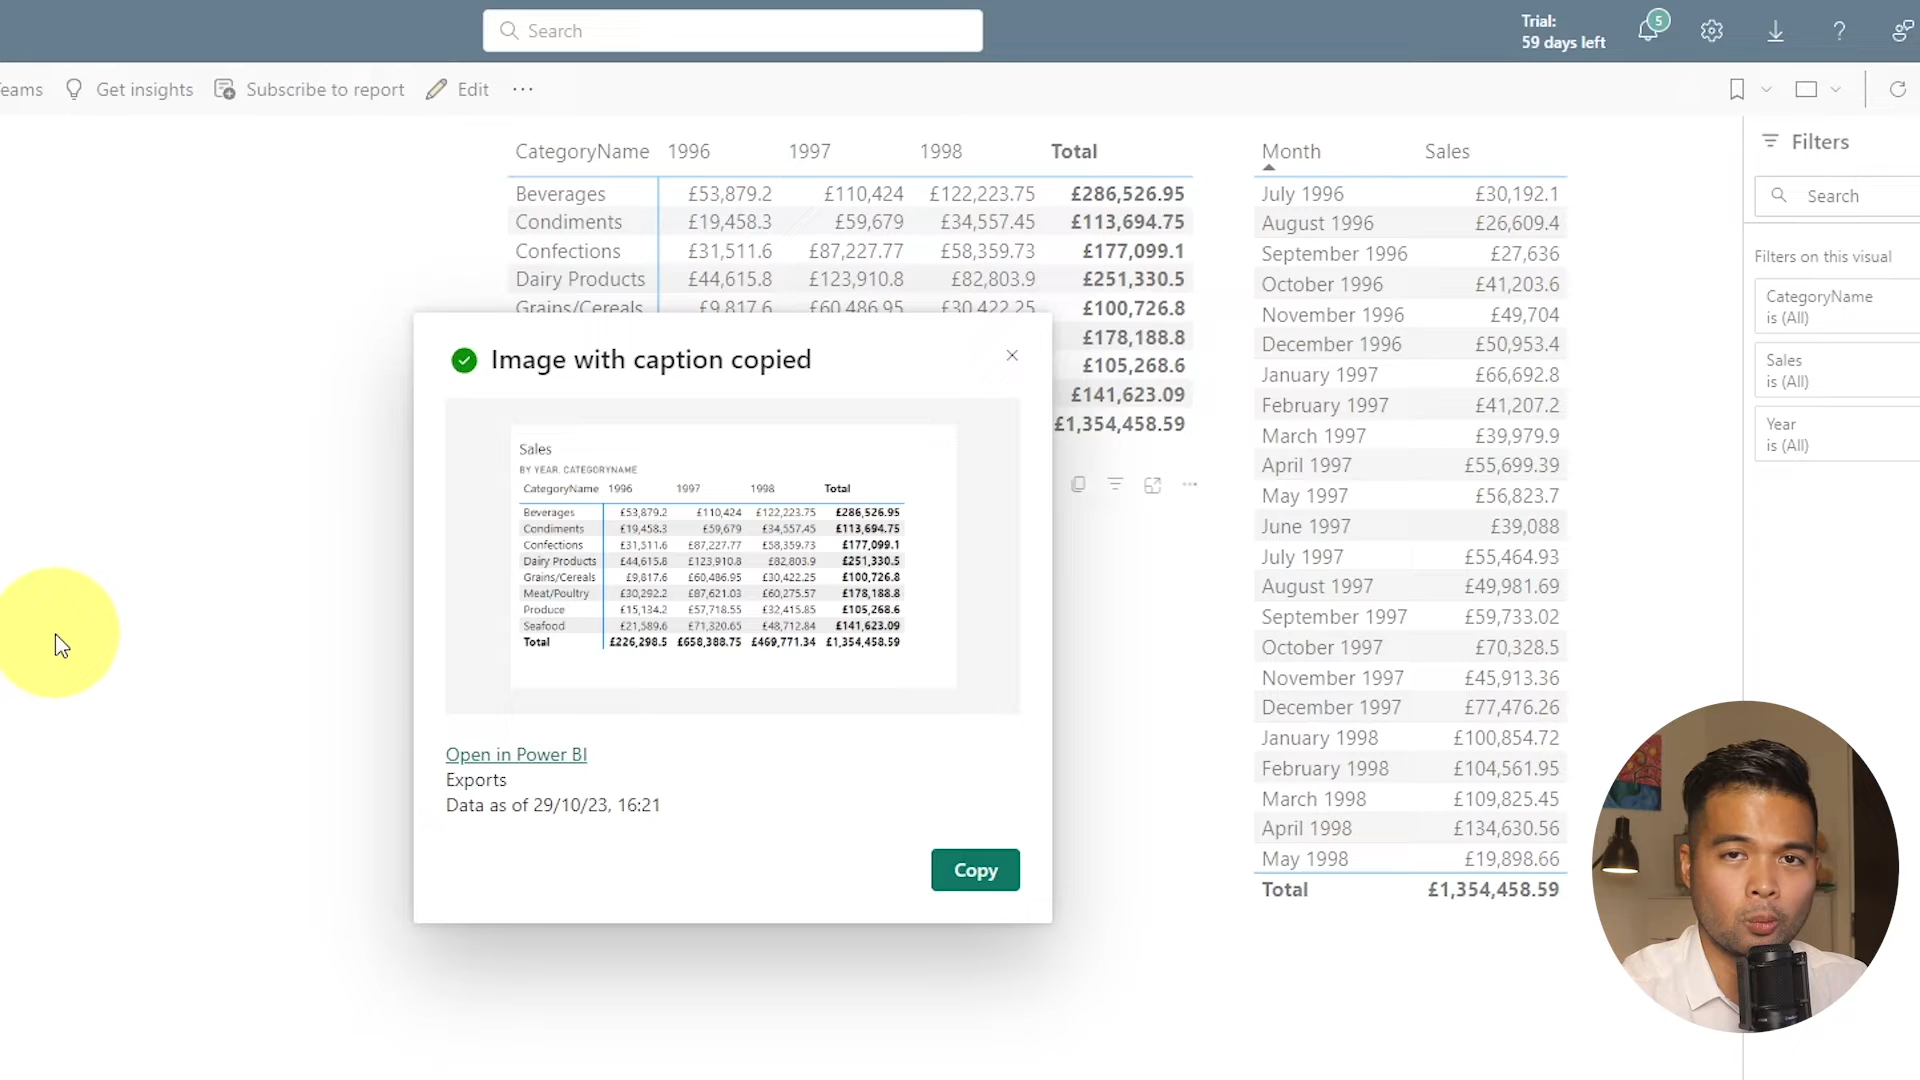 Search
Trial:
59 days left
5
?
eams
Get insights
Subscribe to report
Edit
...
CategoryName 1996 1997 1998 Total
Beverages £53,879.2 £110,424 £122,223.75 £286,526.95
Condiments £19,458.3 £59,679 £34,557.45 £113,694.75
Confections £31,511.6 £87,227.77 £58,359.73 £177,099.1
Dairy Products £44,615.8 £123,910.8 £82,803.9 £251,330.5
Grains/Cereals £9,817.6 £60,486.95 £30,422.25 £100,726.8
£178,188.8
£105,268.6
£141,623.09
£1,354,458.59
Image with caption copied
Sales
BY YEAR, CATEGORYNAME
CategoryName 1996 1997 1998 Total
Beverages £53,879.2 £110,424 £122,223.75 £286,526.95
Condiments £19,458.3 £59,679 £34,557.45 £113,694.75
Confections £31,511.6 £87,227.77 £58,359.73 £177,099.1
Dairy Products £44,615.8 £123,910.8 £82,803.9 £251,330.5
Grains/Cereals £9,817.6 £60,486.95 £30,422.25 £100,726.8
Meat/Poultry £30,292.2 £87,621.03 £60,275.57 £178,188.8
Produce £15,134.2 £57,718.55 £32,415.85 £105,268.6
Seafood £21,589.6 £71,320.65 £48,712.84 £141,623.09
Total £226,298.5 £658,388.75 £469,771.34 £1,354,458.59
Open in Power BI
Exports
Data as of 29/10/23, 16:21
Copy
Month Sales
July 1996 £30,192.1
August 1996 £26,609.4
September 1996 £27,636
October 1996 £41,203.6
November 1996 £49,704
December 1996 £50,953.4
January 1997 £66,692.8
February 1997 £41,207.2
March 1997 £39,979.9
April 1997 £55,699.39
May 1997 £56,823.7
June 1997 £39,088
July 1997 £55,464.93
August 1997 £49,981.69
September 1997 £59,733.02
October 1997 £70,328.5
November 1997 £45,913.36
December 1997 £77,476.26
January 1998 £100,854.72
February 1998 £104,561.95
March 1998 £109,825.45
April 1998 £134,630.56
May 1998 £19,898.66
Total £1,354,458.59
Filters
Search
Filters on this visual
CategoryName
is (All)
Sales
is (All)
Year
is (All)